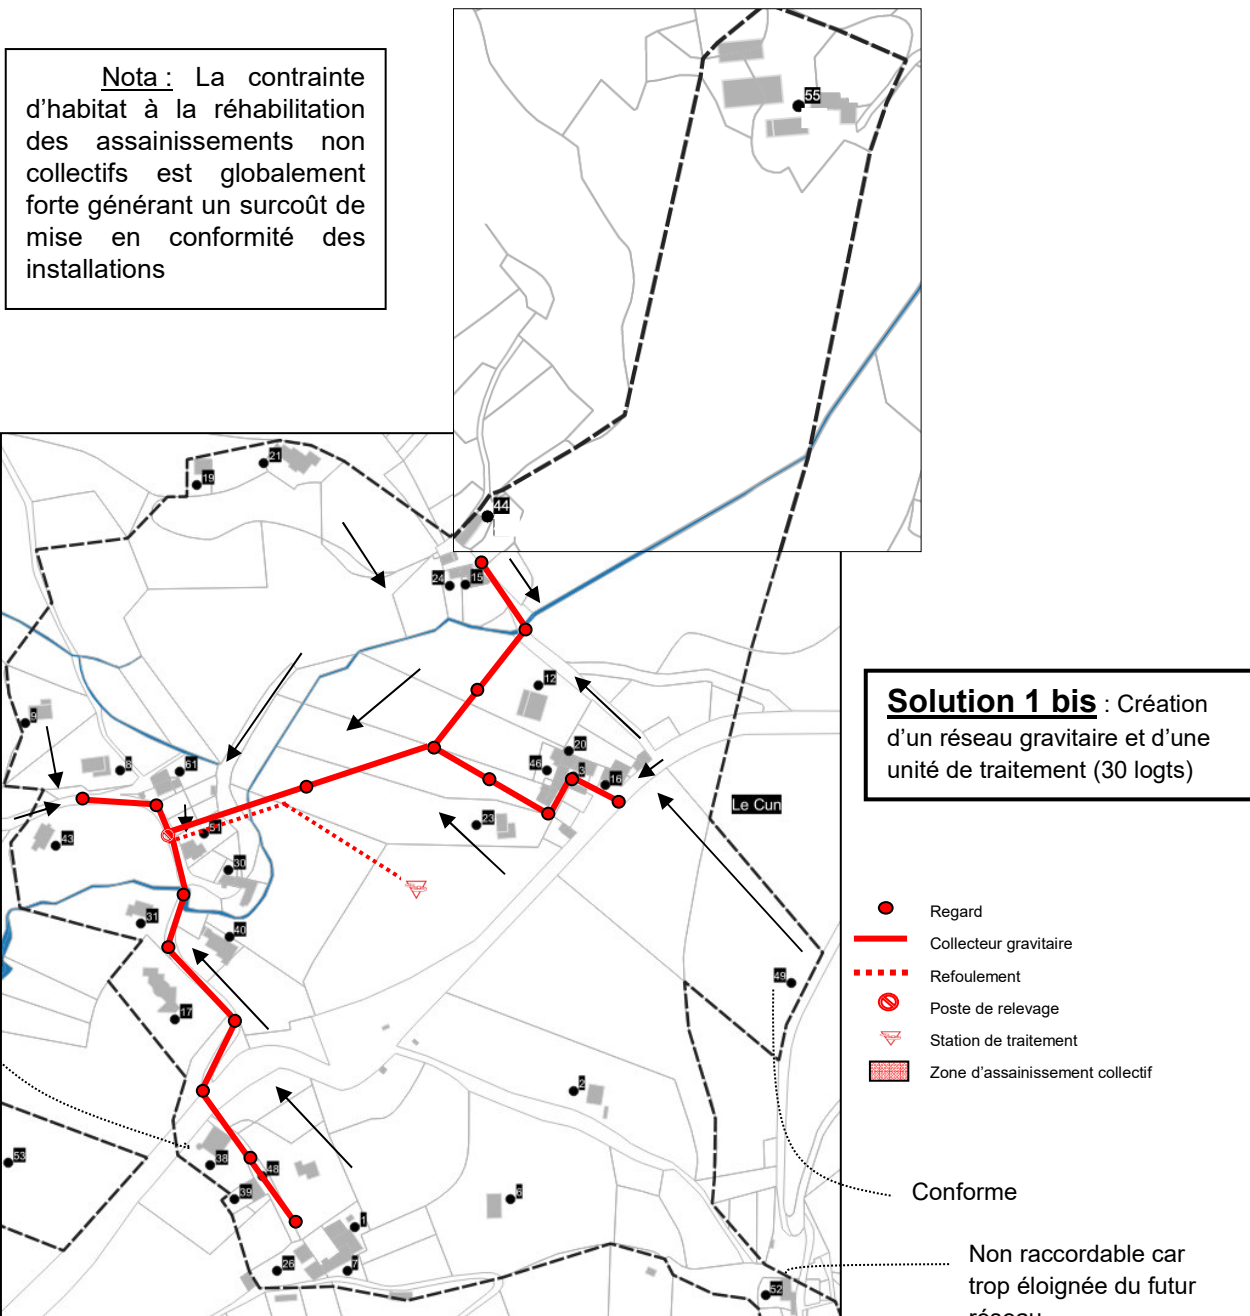 Nota : La contrainte
d’habitat à la réhabilitation
des assainissements non
collectifs est globalement
forte générant un surcoût de
mise en conformité des
installations
55
44
21
19
24
15
12
9
8
61
20
46
3
16
Le Cun
43
51
23
30
31
40
49
17
2
53
38
48
39
6
1
26
7
52
Solution 1 bis : Création
d’un réseau gravitaire et d’une
unité de traitement (30 logts)
Regard
Collecteur gravitaire
Refoulement
Poste de relevage
Station de traitement
Zone d’assainissement collectif
Conforme
Non raccordable car
trop éloignée du futur
réseau